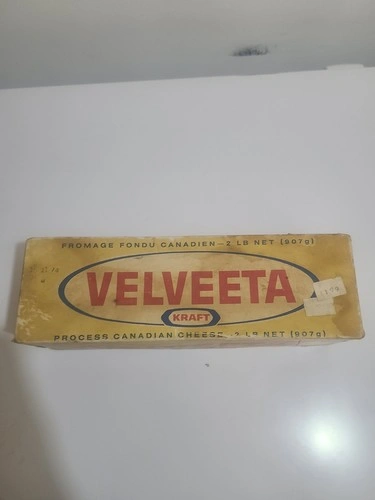 FROMAGE FONDU CANADIEN—2 LB NET (907g)
VELVEETA
KRAFT
PROCESS CANADIAN CHEESE—2 LB NET (907g)